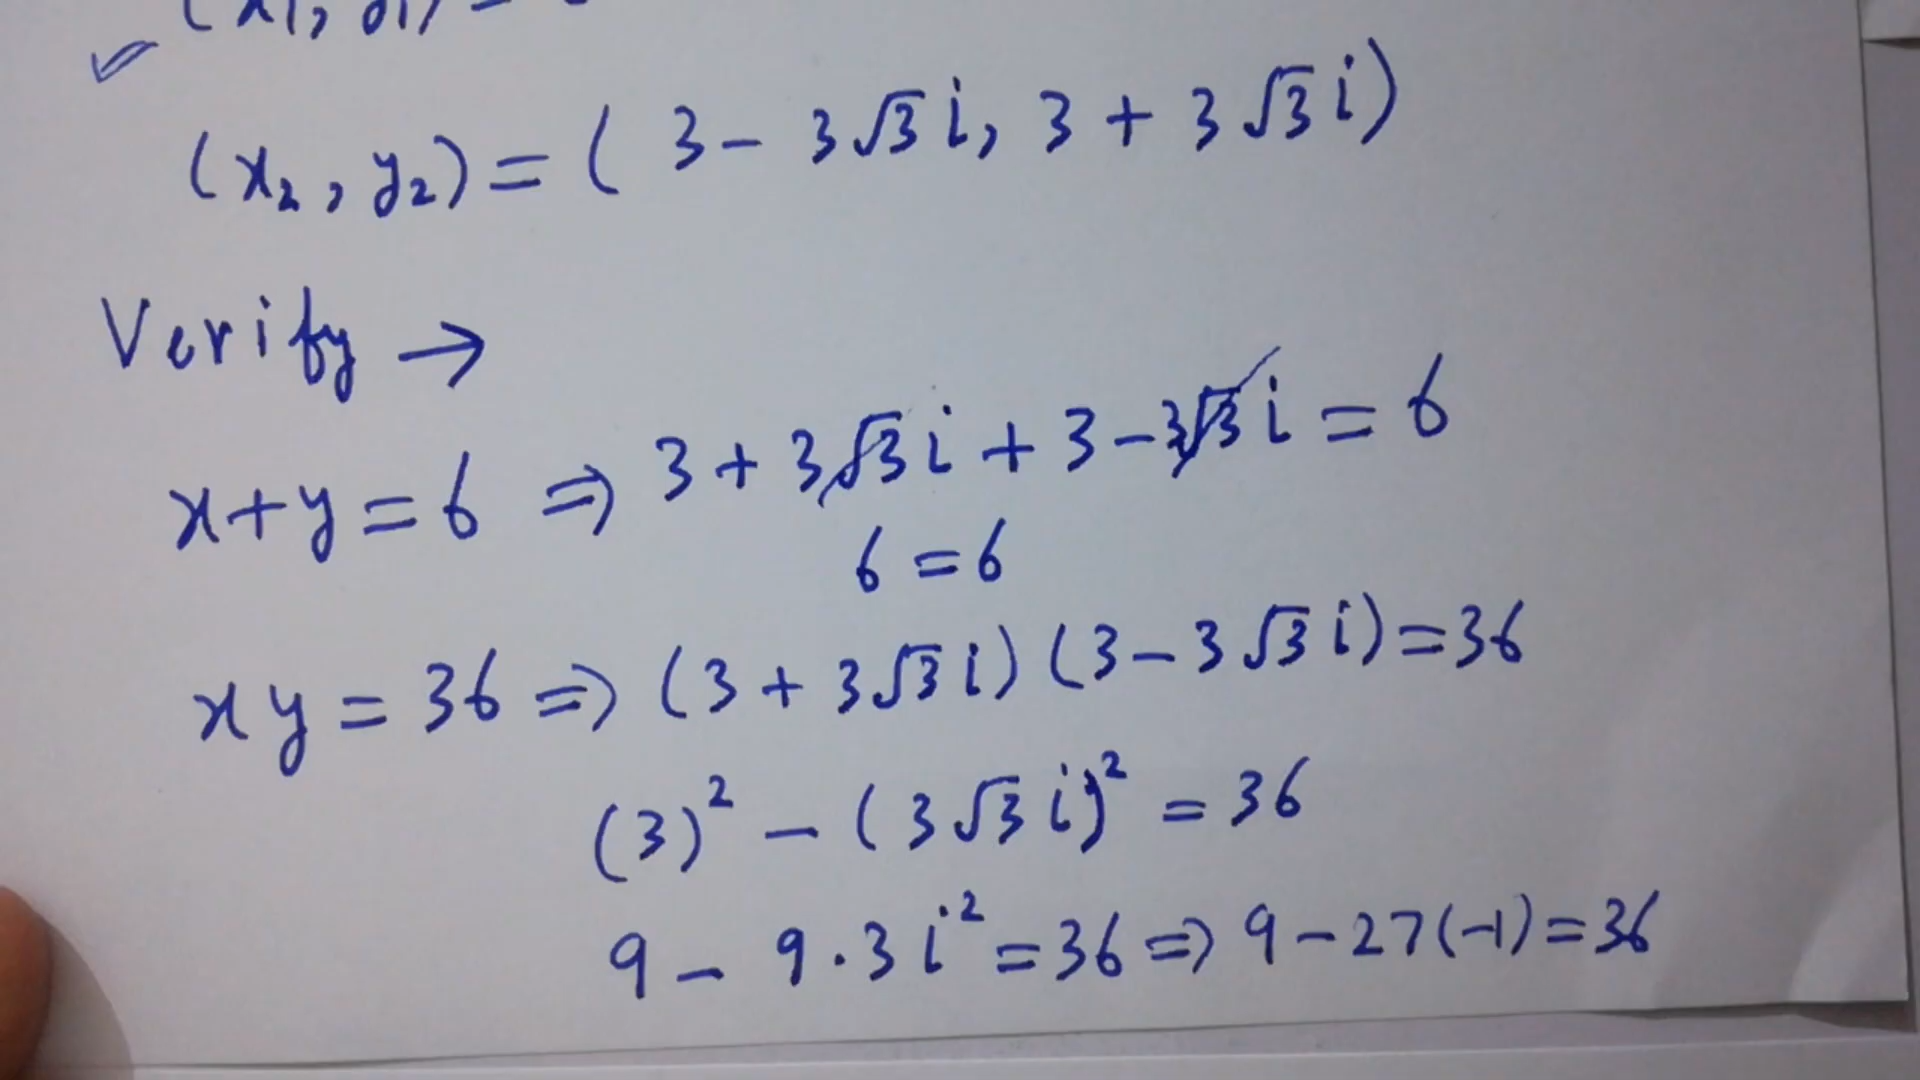 (x₂, y₂) = ( 3 - 3√3 i, 3 + 3√3 i)
Verify →
x+y = 6 ⇒ 3 + 3√3 i + 3 - 3√3 i = 6
6 = 6
xy = 36 ⇒ (3 + 3√3 i) (3 - 3√3 i) = 36
(3)² - (3√3 i)² = 36
9 - 9·3 i² = 36 ⇒ 9 - 27(-1) = 36